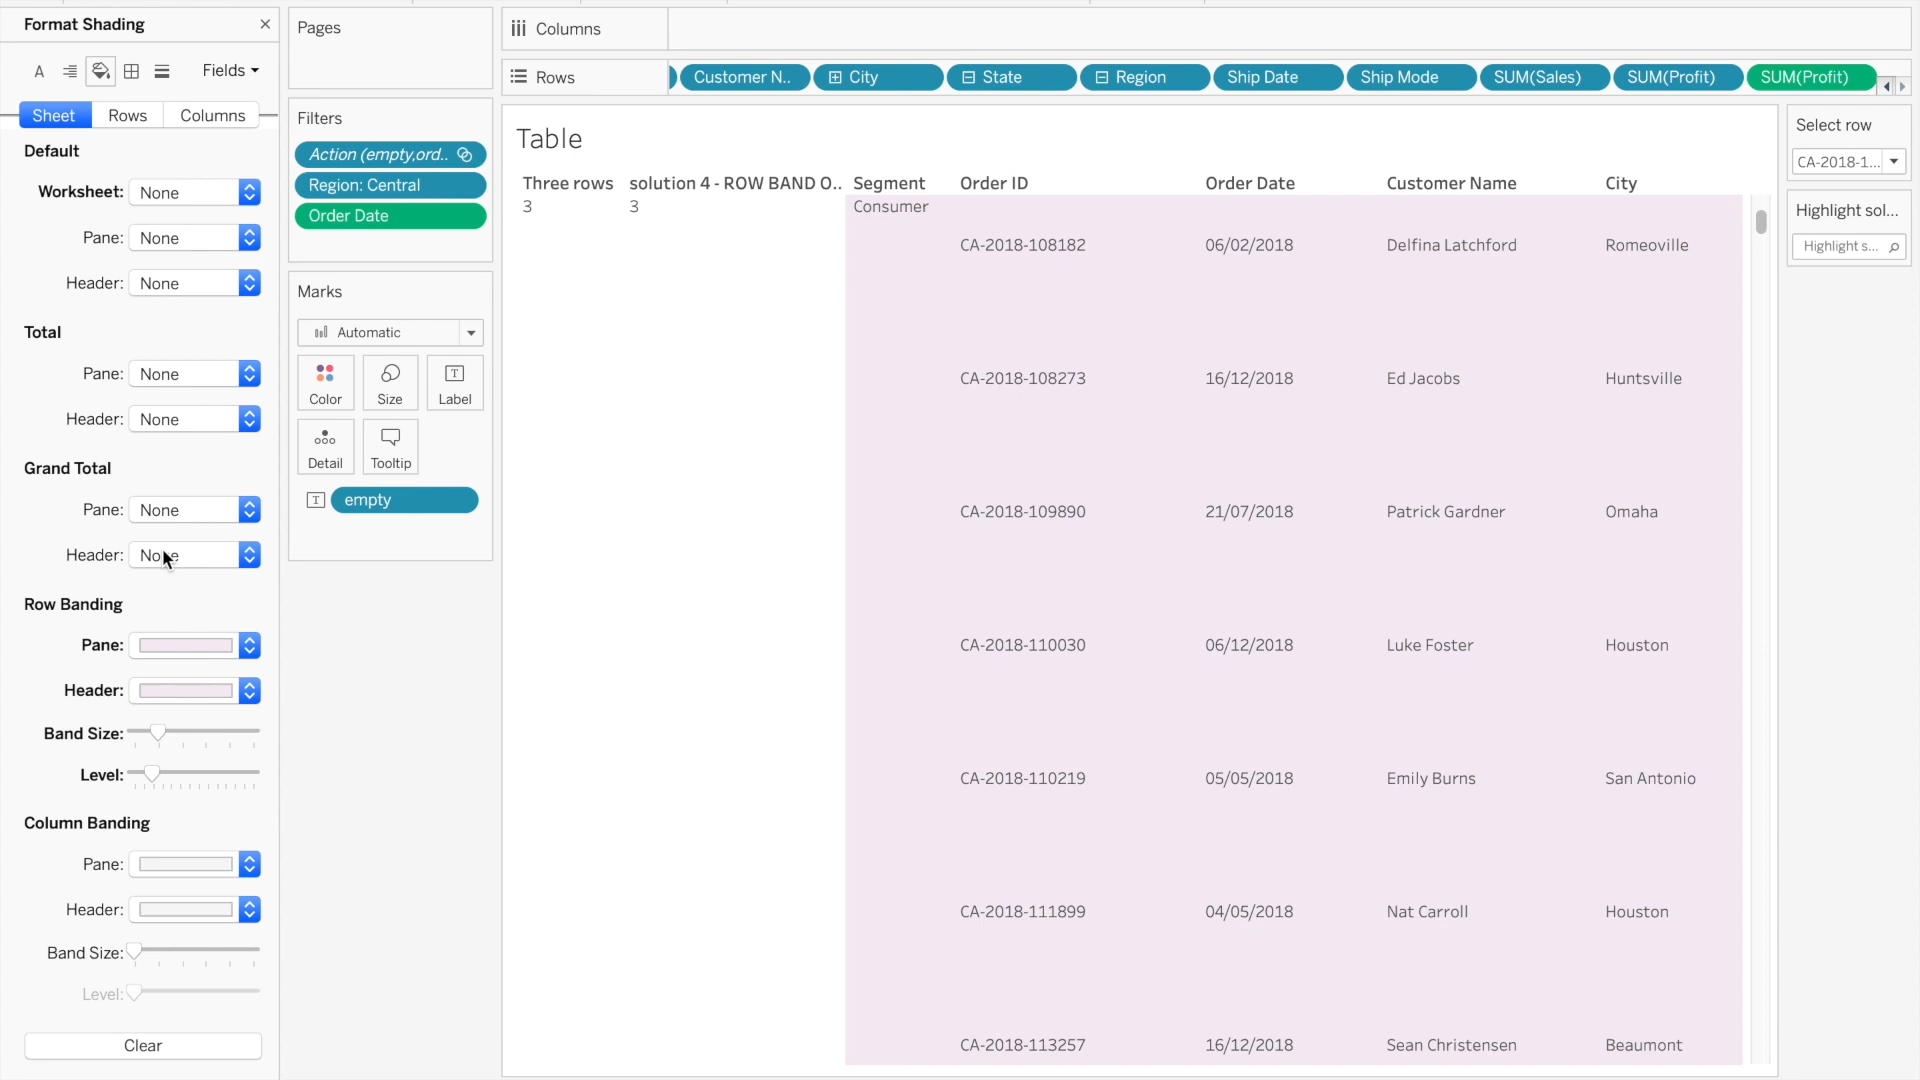 Format Shading
A
Fields
Sheet Rows Columns
Default
Worksheet: None
Pane: None
Header: None
Total
Pane: None
Header: None
Grand Total
Pane: None
Header: None
Row Banding
Pane:
Header:
Band Size:
Level:
Column Banding
Pane:
Header:
Band Size:
Level:
Clear
Pages
Filters
Action (empty,ord..
Region: Central
Order Date
Marks
Automatic
Color Size T Label
Detail Tooltip
T empty
Columns
Rows Customer N.. City State Region Ship Date Ship Mode SUM(Sales) SUM(Profit) SUM(Profit)
Table
Three rows solution 4 - ROW BAND O.. Segment Order ID Order Date Customer Name City
3 3 Consumer
CA-2018-108182 06/02/2018 Delfina Latchford Romeoville
CA-2018-108273 16/12/2018 Ed Jacobs Huntsville
CA-2018-109890 21/07/2018 Patrick Gardner Omaha
CA-2018-110030 06/12/2018 Luke Foster Houston
CA-2018-110219 05/05/2018 Emily Burns San Antonio
CA-2018-111899 04/05/2018 Nat Carroll Houston
CA-2018-113257 16/12/2018 Sean Christensen Beaumont
Select row
CA-2018-1...
Highlight sol...
Highlight s...